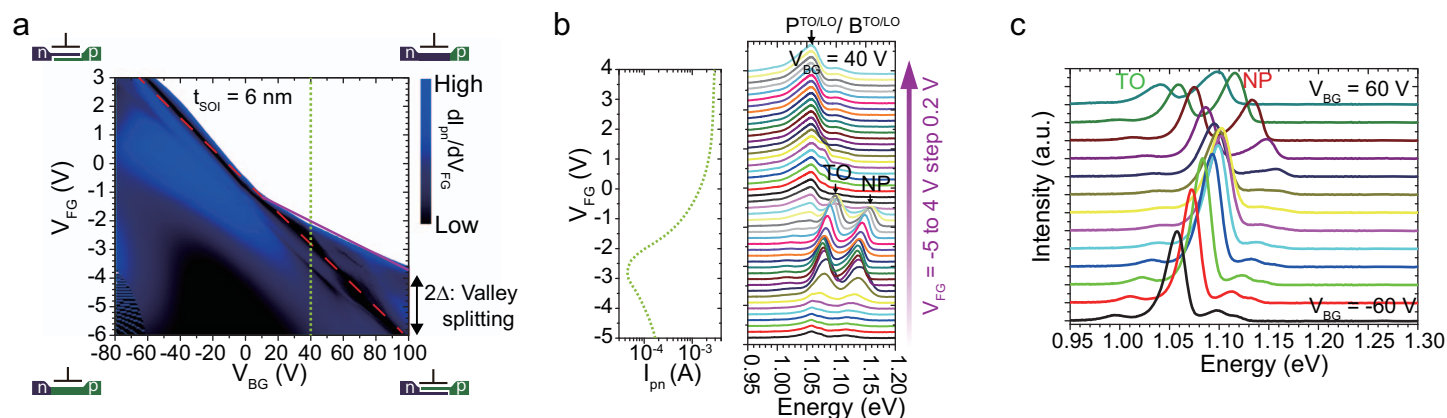 a
n p
n p
t_SOI = 6 nm
High
dI_pn/dV_FG
Low
3
2
1
0
-1
-2
-3
-4
-5
-6
V_FG (V)
-80 -60 -40 -20 0 20 40 60 80 100
V_BG (V)
2Δ: Valley
splitting
n p
n p
b
4
3
2
1
0
-1
-2
-3
-4
-5
V_FG (V)
10^-4 10^-3
I_pn (A)
P^TO/LO / B^TO/LO
V_BG = 40 V
TO
NP
0.95 1.00 1.05 1.10 1.15 1.20
Energy (eV)
V_FG = -5 to 4 V step 0.2 V
c
TO
NP
V_BG = 60 V
V_BG = -60 V
Intensity (a.u.)
0.95 1.00 1.05 1.10 1.15 1.20 1.25 1.30
Energy (eV)